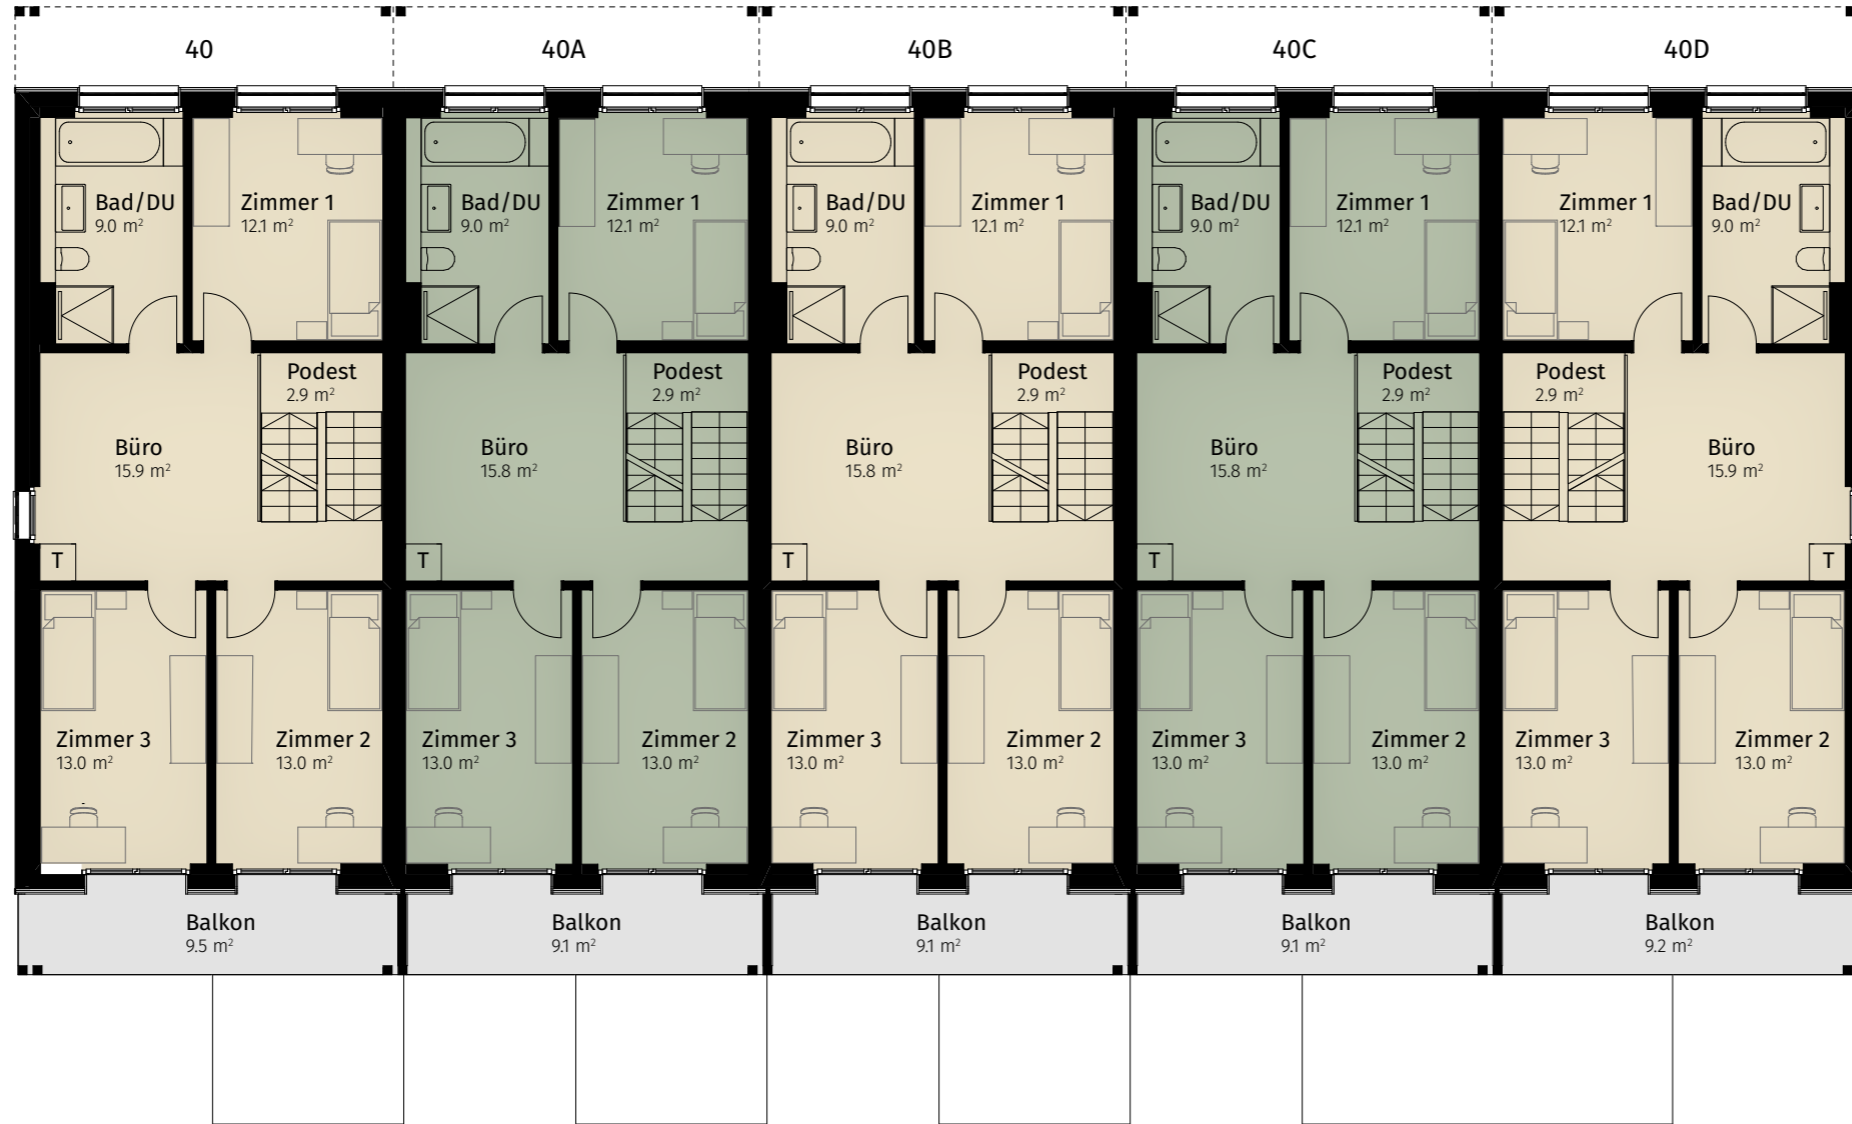 40
40A
40B
40C
40D
Bad/DU
9.0 m²
Zimmer 1
12.1 m²
Bad/DU
9.0 m²
Zimmer 1
12.1 m²
Bad/DU
9.0 m²
Zimmer 1
12.1 m²
Bad/DU
9.0 m²
Zimmer 1
12.1 m²
Zimmer 1
12.1 m²
Bad/DU
9.0 m²
Podest
2.9 m²
Podest
2.9 m²
Podest
2.9 m²
Podest
2.9 m²
Podest
2.9 m²
Büro
15.9 m²
Büro
15.8 m²
Büro
15.8 m²
Büro
15.8 m²
Büro
15.9 m²
T
T
T
T
T
Zimmer 3
13.0 m²
Zimmer 2
13.0 m²
Zimmer 3
13.0 m²
Zimmer 2
13.0 m²
Zimmer 3
13.0 m²
Zimmer 2
13.0 m²
Zimmer 3
13.0 m²
Zimmer 2
13.0 m²
Zimmer 3
13.0 m²
Zimmer 2
13.0 m²
Balkon
9.5 m²
Balkon
9.1 m²
Balkon
9.1 m²
Balkon
9.1 m²
Balkon
9.2 m²